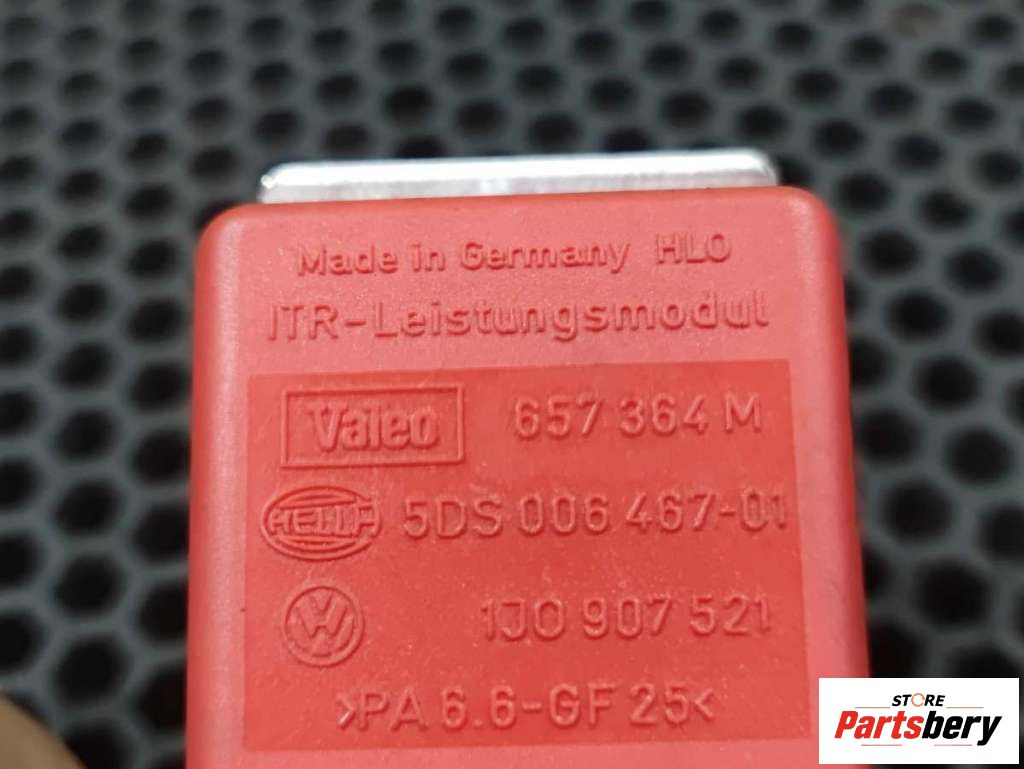 Made in Germany HLO
ITR-Leistungsmodul
Valeo 657 364 M
HELLA 5DS 006 467-01
VW 1J0 907 521
>PA 6.6-GF 25<
STORE
Partsbery